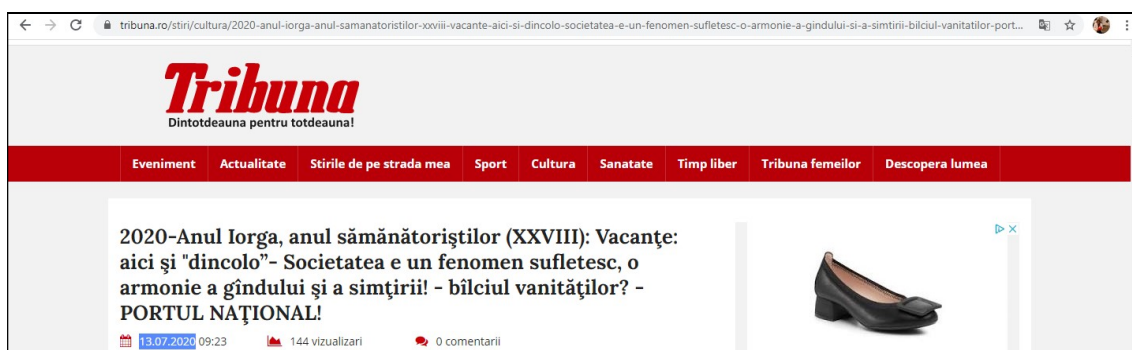 tribuna.ro/stiri/cultura/2020-anul-iorga-anul-samanatoristilor-xxviii-vacante-aici-si-dincolo-societatea-e-un-fenomen-sufletesc-o-armonie-a-gindului-si-a-simtirii-bilciul-vanitatilor-port...
Tribuna
Dintotdeauna pentru totdeauna!
Eveniment Actualitate Stirile de pe strada mea Sport Cultura Sanatate Timp liber Tribuna femeilor Descopera lumea
2020-Anul Iorga, anul sămănătoriştilor (XXVIII): Vacanţe:
aici şi "dincolo”- Societatea e un fenomen sufletesc, o
armonie a gîndului şi a simţirii! - bîlciul vanităţilor? -
PORTUL NAŢIONAL!
13.07.2020 09:23 144 vizualizari 0 comentarii